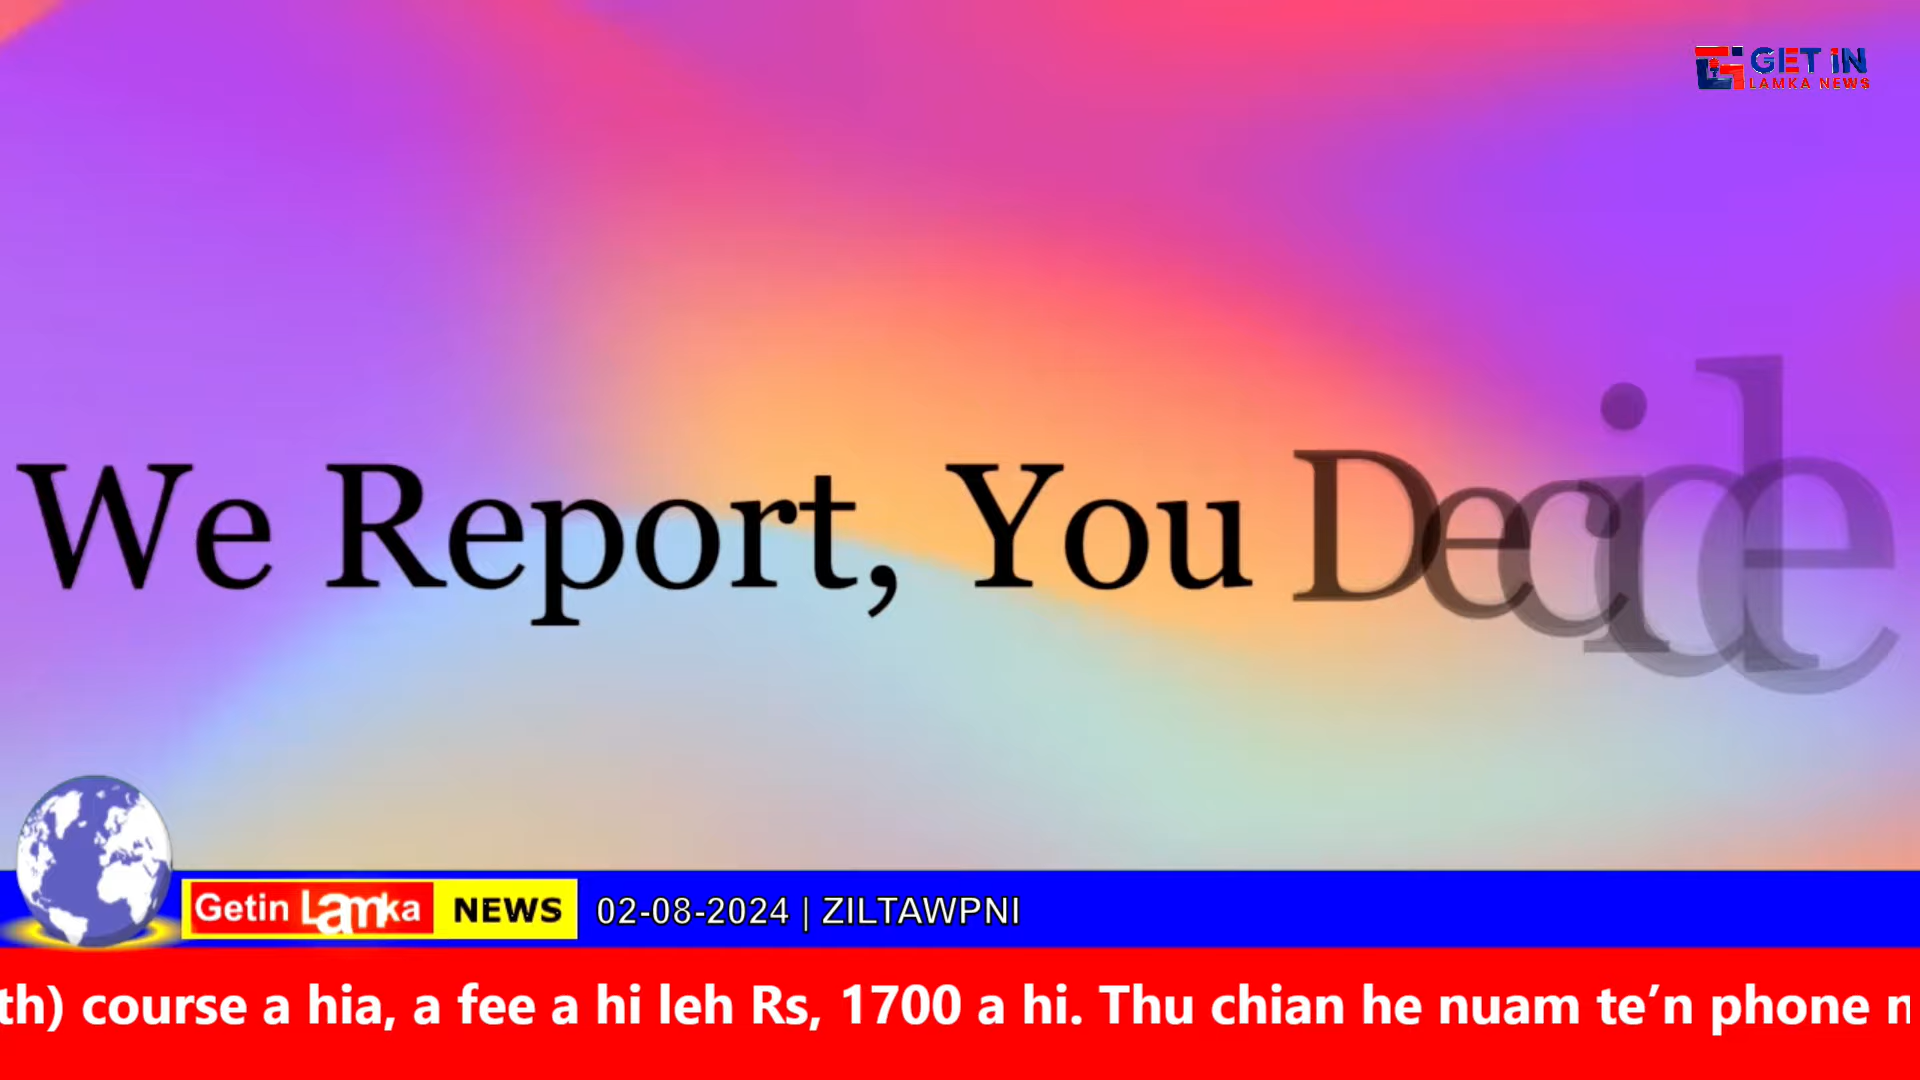 GET IN
LAMKA NEWS
We Report, You Decide
Getin Lamka NEWS 02-08-2024 | ZILTAWPNI
th) course a hia, a fee a hi leh Rs, 1700 a hi. Thu chian he nuam te’n phone n